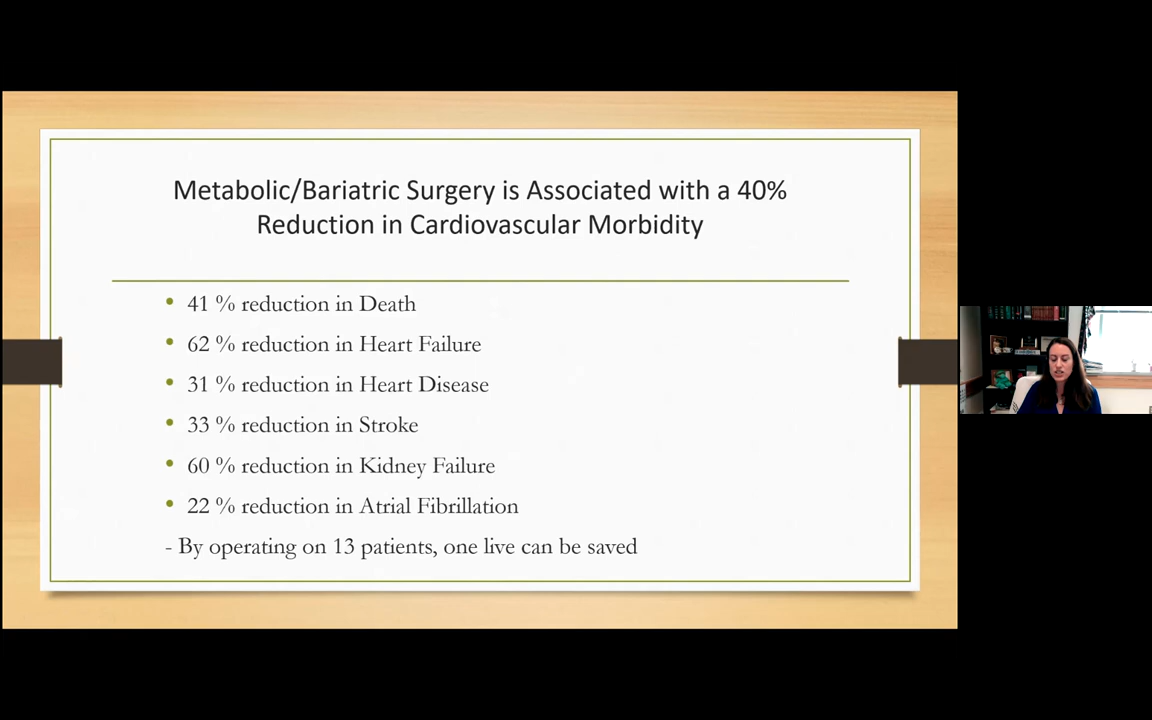 Metabolic/Bariatric Surgery is Associated with a 40%
Reduction in Cardiovascular Morbidity
• 41 % reduction in Death
• 62 % reduction in Heart Failure
• 31 % reduction in Heart Disease
• 33 % reduction in Stroke
• 60 % reduction in Kidney Failure
• 22 % reduction in Atrial Fibrillation
- By operating on 13 patients, one live can be saved